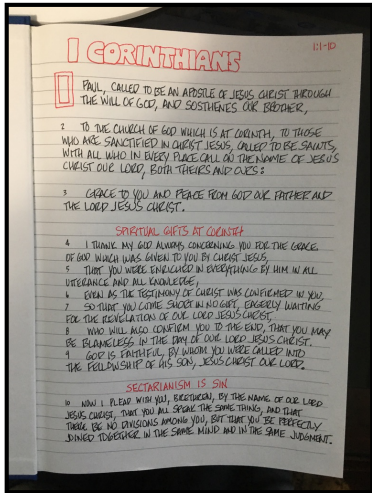 1 CORINTHIANS
1:1-10
1 PAUL, CALLED TO BE AN APOSTLE OF JESUS CHRIST THROUGH
THE WILL OF GOD, AND SOSTHENES OUR BROTHER,
2 TO THE CHURCH OF GOD WHICH IS AT CORINTH, TO THOSE
WHO ARE SANCTIFIED IN CHRIST JESUS, CALLED TO BE SAINTS,
WITH ALL WHO IN EVERY PLACE CALL ON THE NAME OF JESUS
CHRIST OUR LORD, BOTH THEIRS AND OURS:
3 GRACE TO YOU AND PEACE FROM GOD OUR FATHER AND
THE LORD JESUS CHRIST.
SPIRITUAL GIFTS AT CORINTH
4 I THANK MY GOD ALWAYS CONCERNING YOU FOR THE GRACE
OF GOD WHICH WAS GIVEN TO YOU BY CHRIST JESUS,
5 THAT YOU WERE ENRICHED IN EVERYTHING BY HIM IN ALL
UTERANCE AND ALL KNOWLEDGE,
6 EVEN AS THE TESTIMONY OF CHRIST WAS CONFIRMED IN YOU,
7 SO THAT YOU COME SHORT IN NO GIFT, EAGERLY WAITING
FOR THE REVELATION OF OUR LORD JESUS CHRIST,
8 WHO WILL ALSO CONFIRM YOU TO THE END, THAT YOU MAY
BE BLAMELESS IN THE DAY OF OUR LORD JESUS CHRIST.
9 GOD IS FAITHFUL, BY WHOM YOU WERE CALLED INTO
THE FELLOWSHIP OF HIS SON, JESUS CHRIST OUR LORD.
SECTARIANISM IS SIN
10 NOW I PLEAD WITH YOU, BRETHREN, BY THE NAME OF OUR LORD
JESUS CHRIST, THAT YOU ALL SPEAK THE SAME THING, AND THAT
THERE BE NO DIVISIONS AMONG YOU, BUT THAT YOU BE PERFECTLY
JOINED TOGETHER IN THE SAME MIND AND IN THE SAME JUDGMENT.